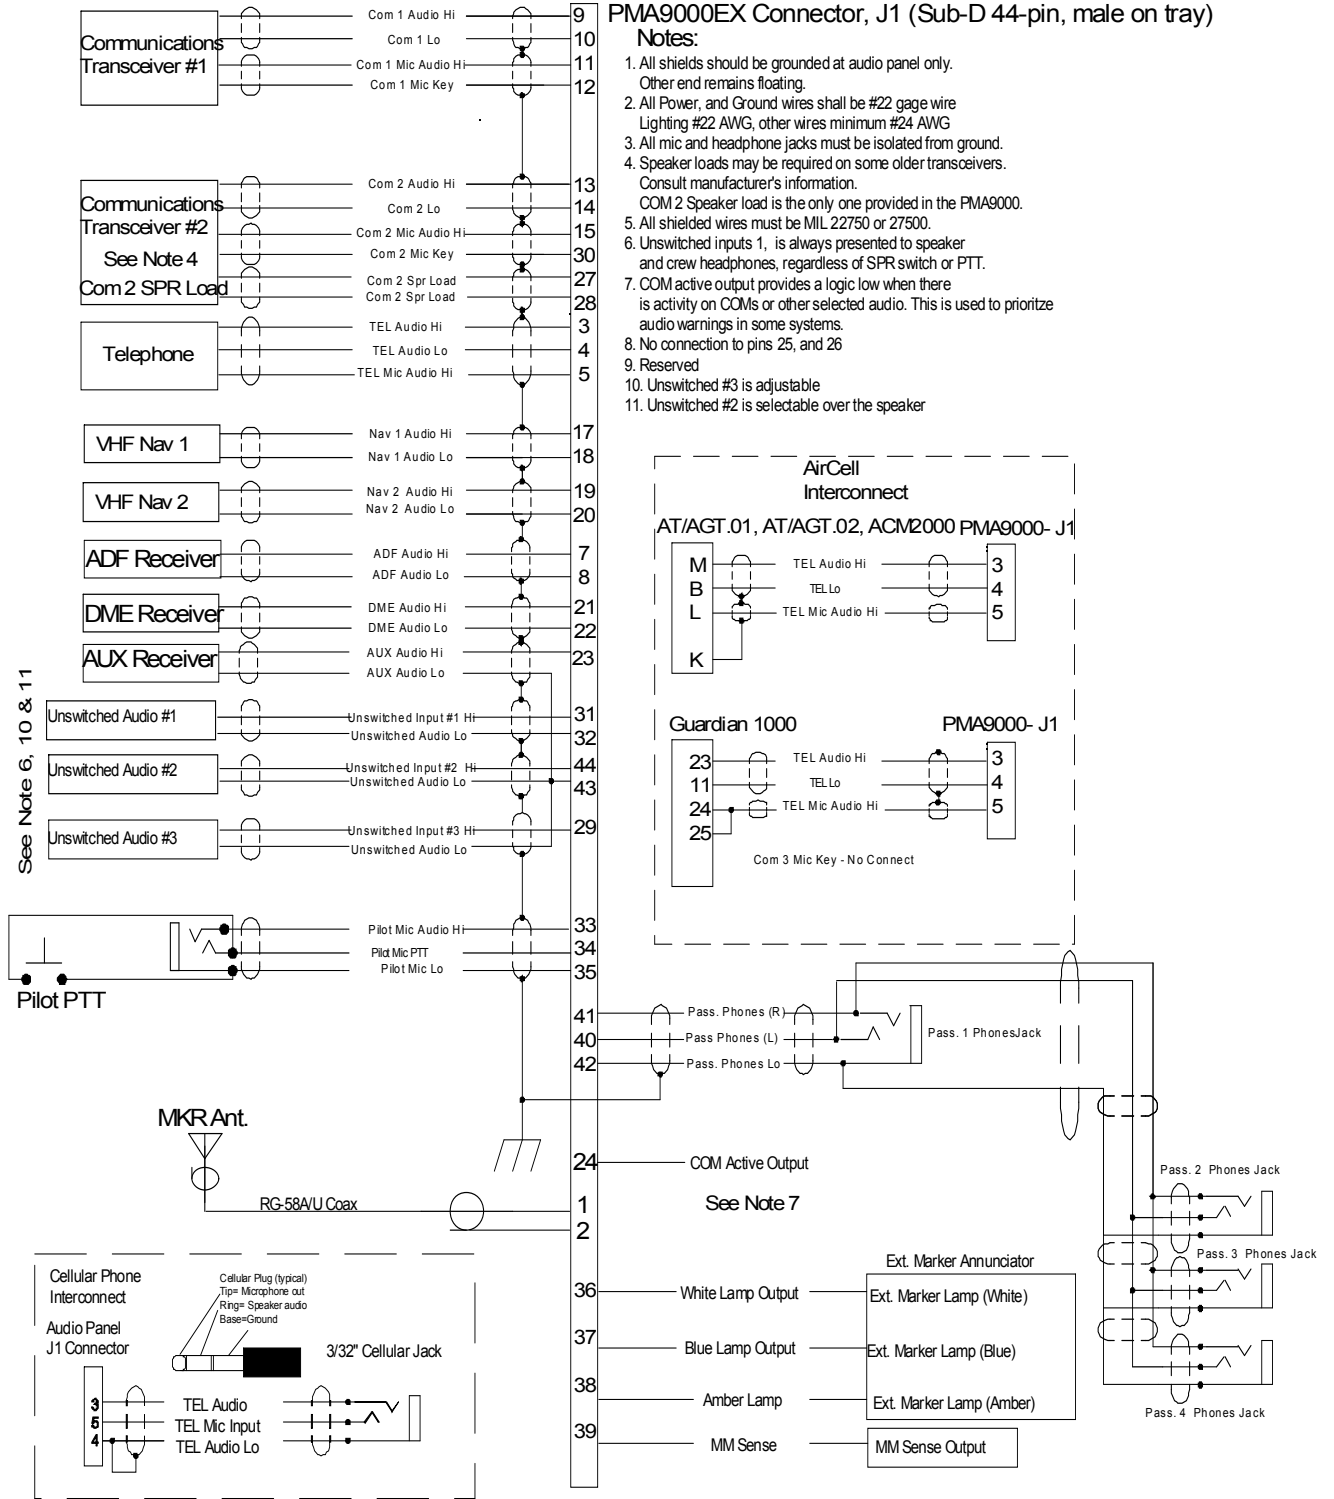 PMA9000EX Connector, J1 (Sub-D 44-pin, male on tray)
Notes:
1. All shields should be grounded at audio panel only.
Other end remains floating.
2. All Power, and Ground wires shall be #22 gage wire
Lighting #22 AWG, other wires minimum #24 AWG
3. All mic and headphone jacks must be isolated from ground.
4. Speaker loads may be required on some older transceivers.
Consult manufacturer's information.
COM 2 Speaker load is the only one provided in the PMA9000.
5. All shielded wires must be MIL 22750 or 27500.
6. Unswitched inputs 1, is always presented to speaker
and crew headphones, regardless of SPR switch or PTT.
7. COM active output provides a logic low when there
is activity on COMs or other selected audio. This is used to prioritze
audio warnings in some systems.
8. No connection to pins 25, and 26
9. Reserved
10. Unswitched #3 is adjustable
11. Unswitched #2 is selectable over the speaker
Communications
Transceiver #1
Com 1 Audio Hi 9
Com 1 Lo 10
Com 1 Mic Audio Hi 11
Com 1 Mic Key 12
Communications
Transceiver #2
See Note 4
Com 2 SPR Load
Com 2 Audio Hi 13
Com 2 Lo 14
Com 2 Mic Audio Hi 15
Com 2 Mic Key 30
Com 2 Spr Load 27
Com 2 Spr Load 28
Telephone
TEL Audio Hi 3
TEL Audio Lo 4
TEL Mic Audio Hi 5
VHF Nav 1
Nav 1 Audio Hi 17
Nav 1 Audio Lo 18
VHF Nav 2
Nav 2 Audio Hi 19
Nav 2 Audio Lo 20
ADF Receiver
ADF Audio Hi 7
ADF Audio Lo 8
DME Receiver
DME Audio Hi 21
DME Audio Lo 22
AUX Receiver
AUX Audio Hi 23
AUX Audio Lo
See Note 6, 10 & 11
Unswitched Audio #1
Unswitched Input #1 Hi 31
Unswitched Audio Lo 32
Unswitched Audio #2
Unswitched Input #2 Hi 44
Unswitched Audio Lo 43
Unswitched Audio #3
Unswitched Input #3 Hi 29
Unswitched Audio Lo
Pilot PTT
Pilot Mic Audio Hi 33
Pilot Mic PTT 34
Pilot Mic Lo 35
AirCell
Interconnect
AT/AGT.01, AT/AGT.02, ACM2000 PMA9000- J1
M TEL Audio Hi 3
B TEL Lo 4
L TEL Mic Audio Hi 5
K
Guardian 1000 PMA9000- J1
23 TEL Audio Hi 3
11 TEL Lo 4
24 TEL Mic Audio Hi 5
25
Com 3 Mic Key - No Connect
41 Pass. Phones (R)
40 Pass Phones (L)
42 Pass. Phones Lo
Pass. 1 PhonesJack
MKR Ant.
RG-58A/U Coax
1
2
24 COM Active Output
See Note 7
Pass. 2 Phones Jack
Pass. 3 Phones Jack
Pass. 4 Phones Jack
Ext. Marker Annunciator
36 White Lamp Output Ext. Marker Lamp (White)
37 Blue Lamp Output Ext. Marker Lamp (Blue)
38 Amber Lamp Ext. Marker Lamp (Amber)
39 MM Sense MM Sense Output
Cellular Phone
Interconnect
Cellular Plug (typical)
Tip= Microphone out
Ring= Speaker audio
Base=Ground
Audio Panel
J1 Connector
3/32" Cellular Jack
3 TEL Audio
5 TEL Mic Input
4 TEL Audio Lo